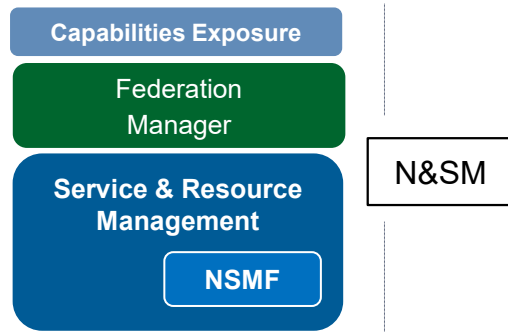 Capabilities Exposure
Federation
Manager
N&SM
Service & Resource
Management
NSMF